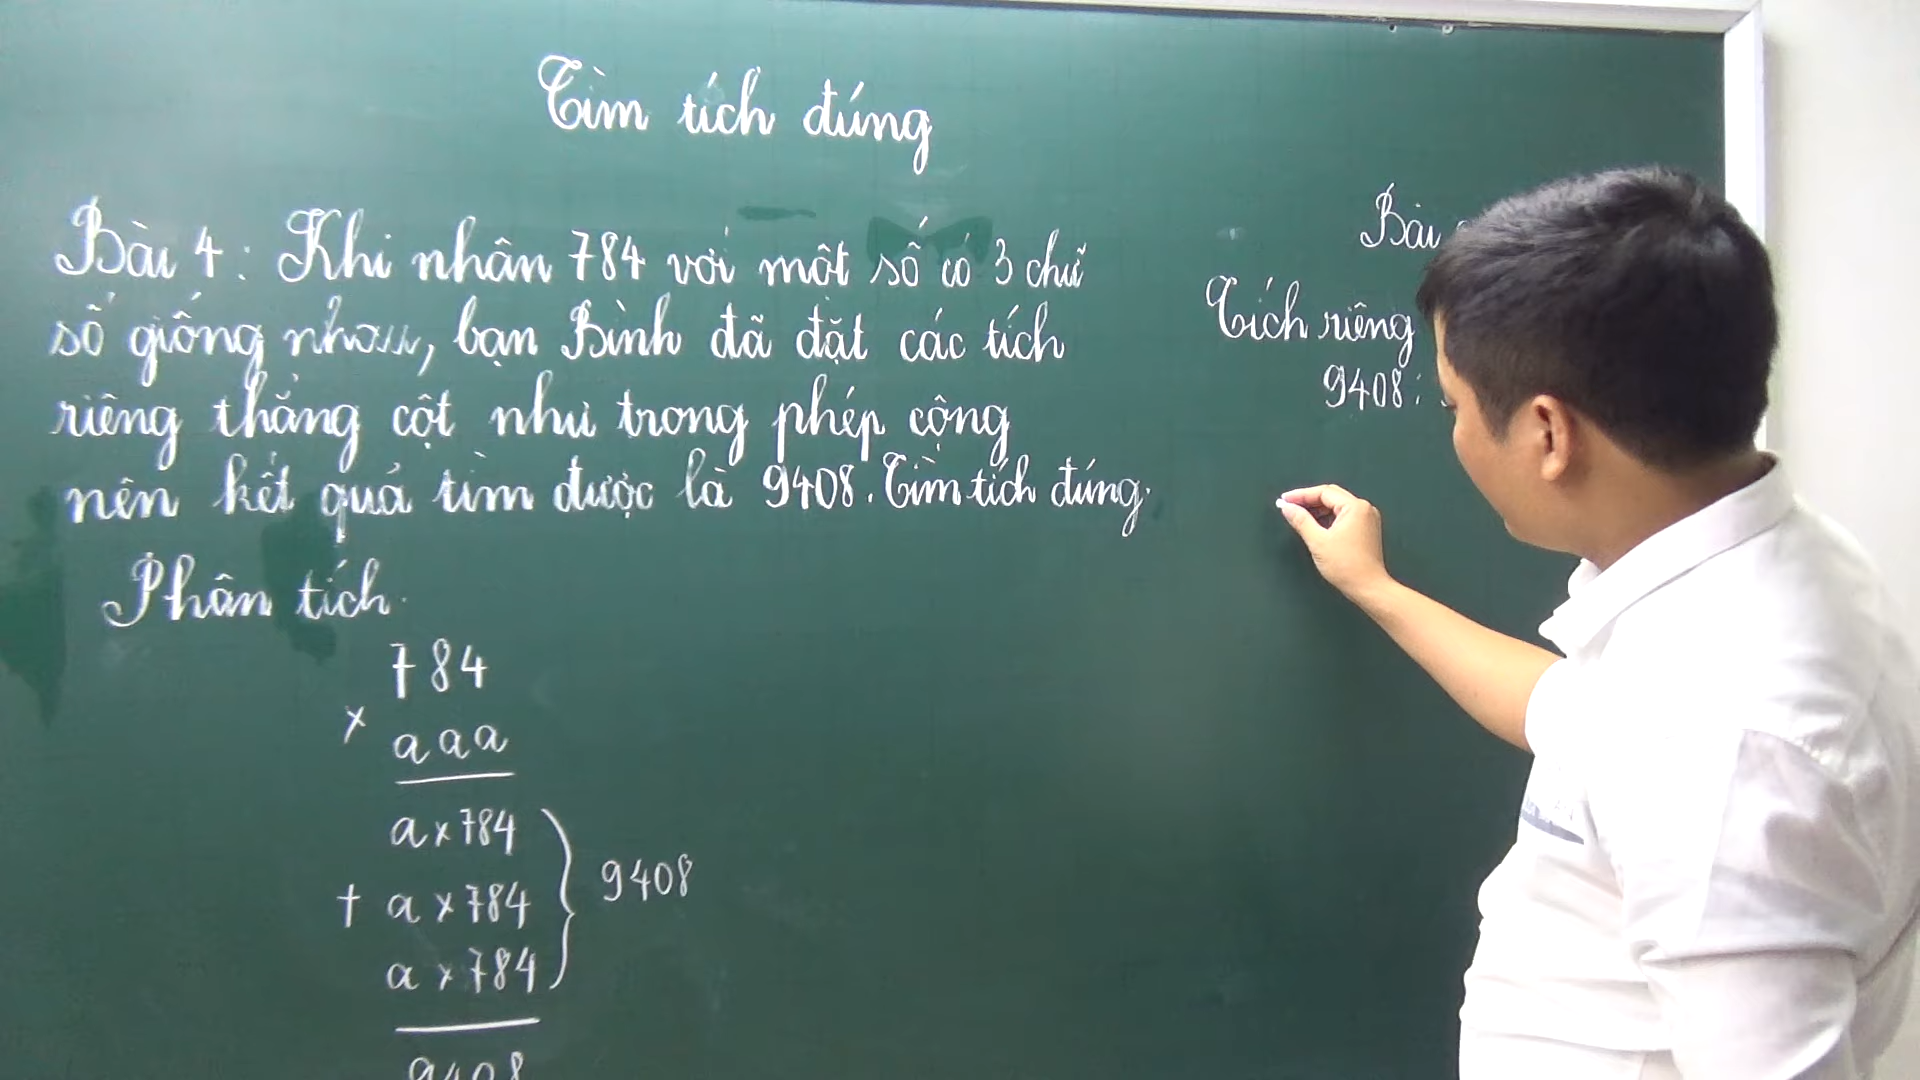 Tìm tích đúng
Bài 4: Khi nhân 784 với một số có 3 chữ
số giống nhau, bạn Bình đã đặt các tích
riêng thẳng cột như trong phép cộng
nên kết quả tìm được là 9408. Tìm tích đúng.
Phân tích.
784
x
aaa
a x 784
+ a x 784
a x 784
9408
9408
Bài
Tích riêng
9408: